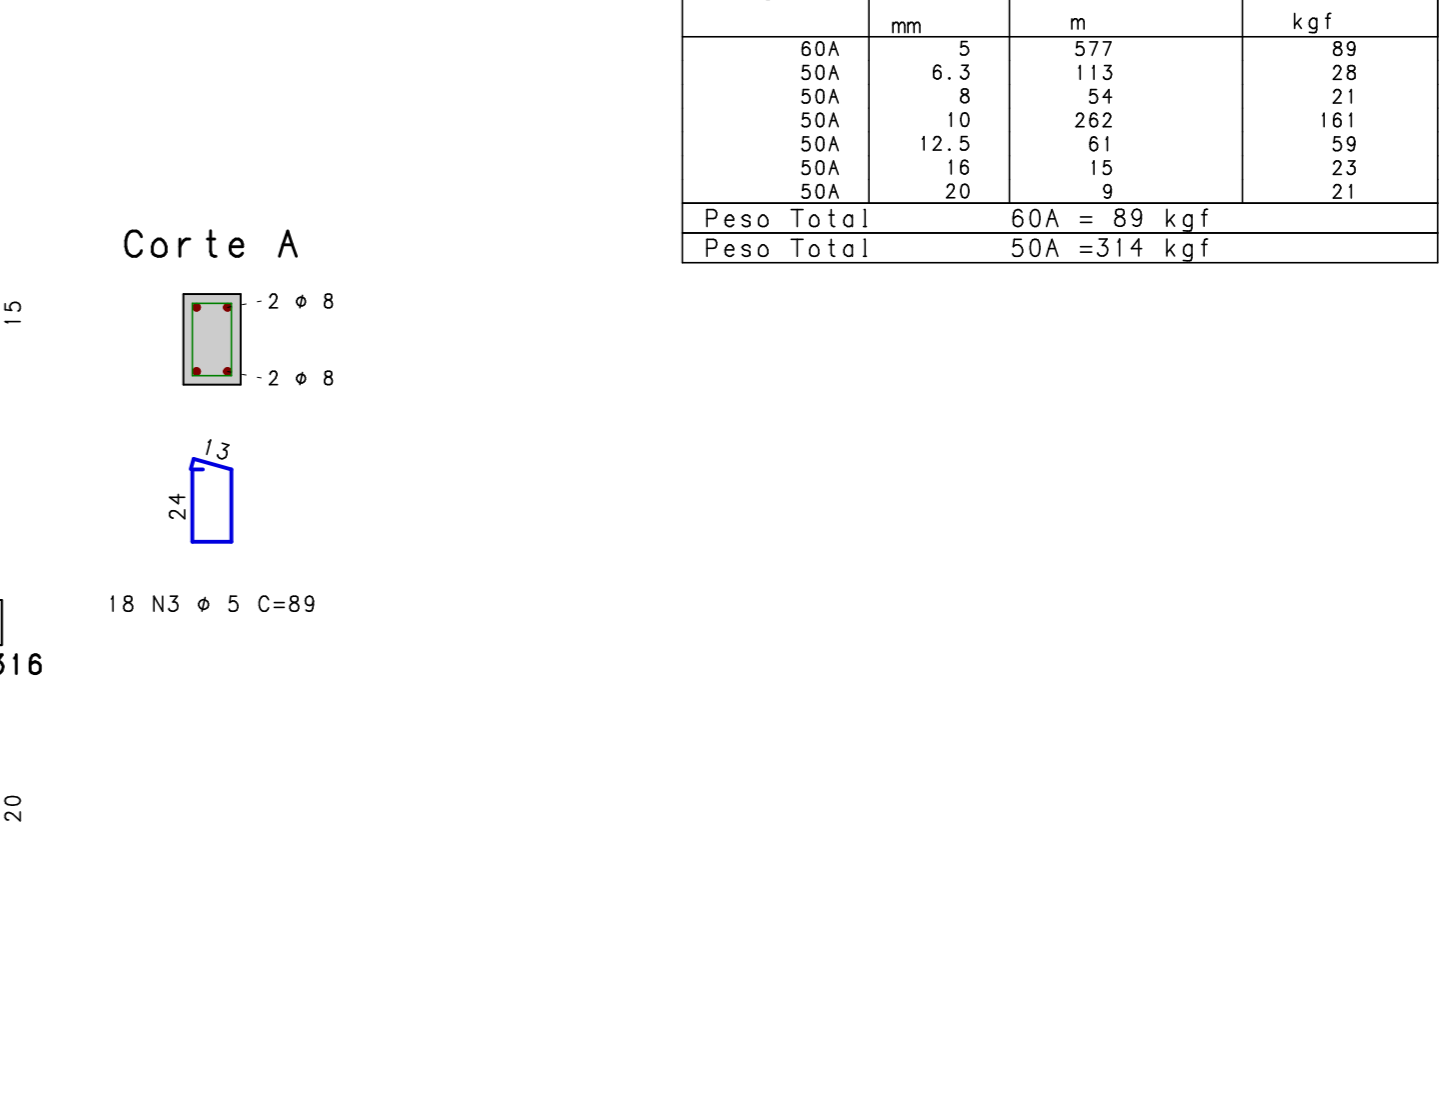 mm m kgf
60A 5 577 89
50A 6.3 113 28
50A 8 54 21
50A 10 262 161
50A 12.5 61 59
50A 16 15 23
50A 20 9 21
Peso Total 60A = 89 kgf
Peso Total 50A =314 kgf
Corte A
15
2 φ 8
2 φ 8
13
24
18 N3 φ 5 C=89
316
20